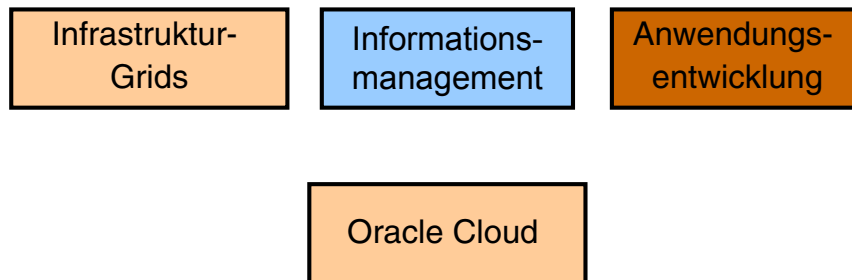 Infrastruktur-
Grids
Informations-
management
Anwendungs-
entwicklung
Oracle Cloud